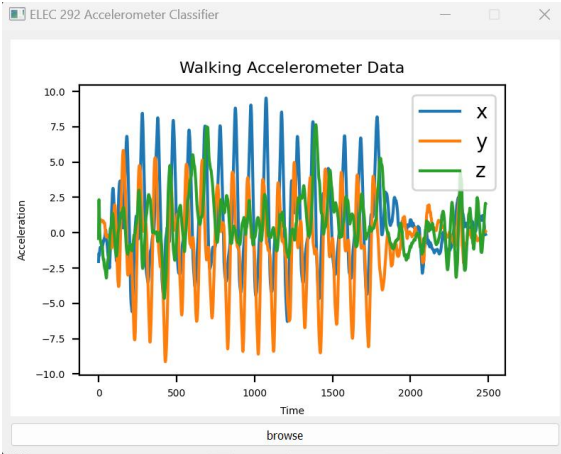 ELEC 292 Accelerometer Classifier
Walking Accelerometer Data
10.0
7.5
5.0
2.5
0.0
−2.5
−5.0
−7.5
−10.0
Acceleration
x
y
z
0 500 1000 1500 2000 2500
Time
browse